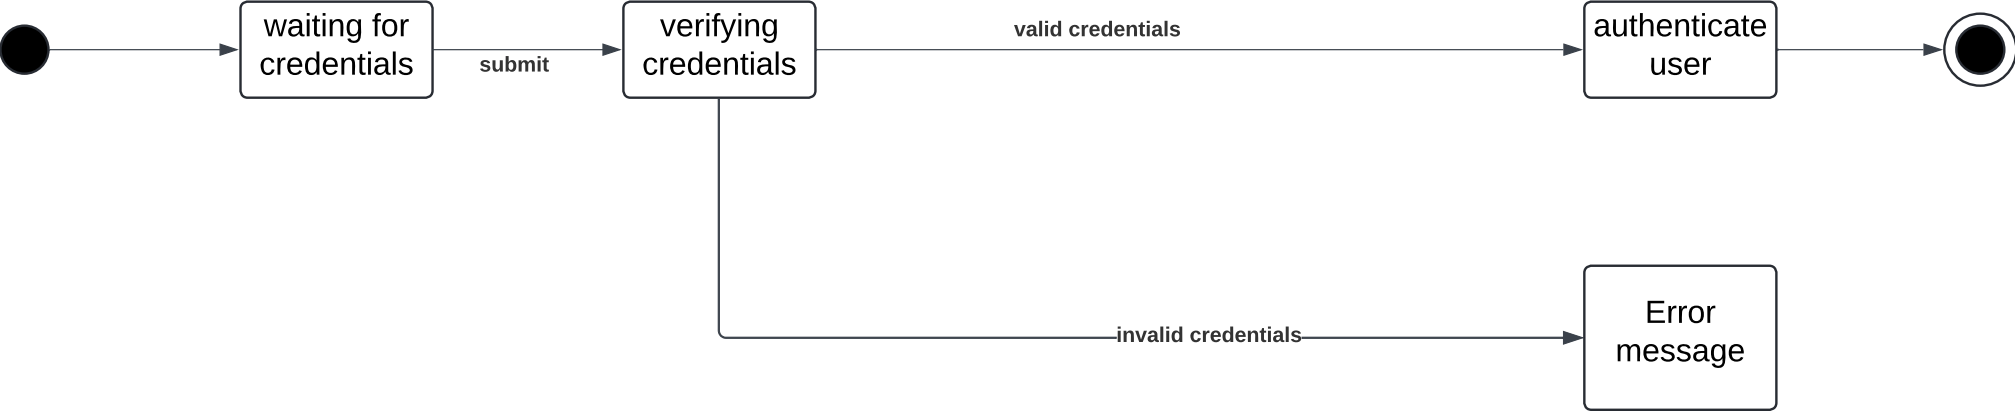 waiting for
credentials
submit
verifying
credentials
valid credentials
authenticate
user
invalid credentials
Error
message